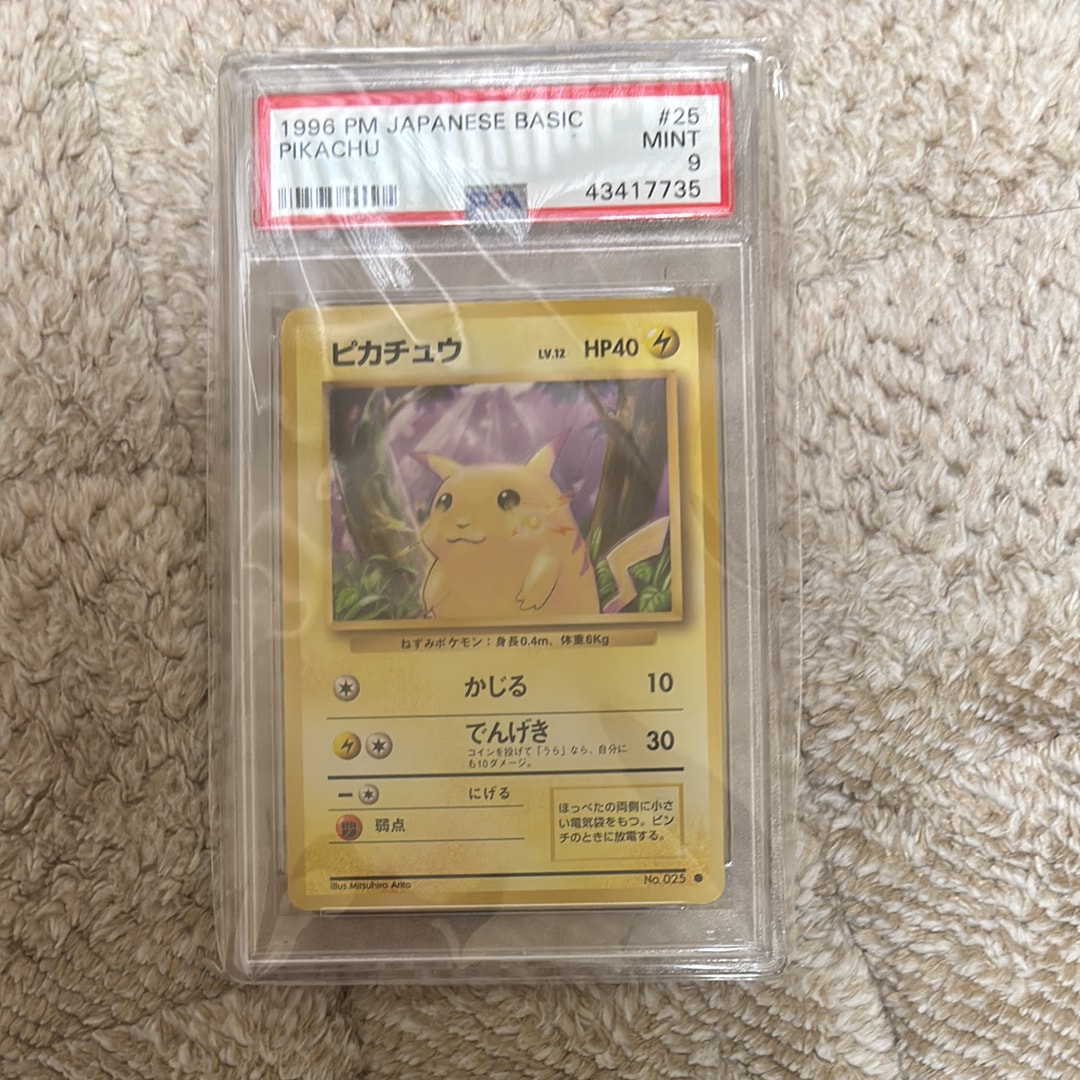 1996 PM JAPANESE BASIC #25
PIKACHU MINT
9
PSA 43417735
ピカチュウ LV.12 HP40
ねずみポケモン：身長0.4m、体重6Kg
かじる 10
でんげき 30
コインを投げて「うら」なら、自分に
も10ダメージ。
にげる
弱点
ほっぺたの両側に小さ
い電気袋をもつ。ピン
チのときに放電する。
Illus. Mitsuhiro Arita No.025